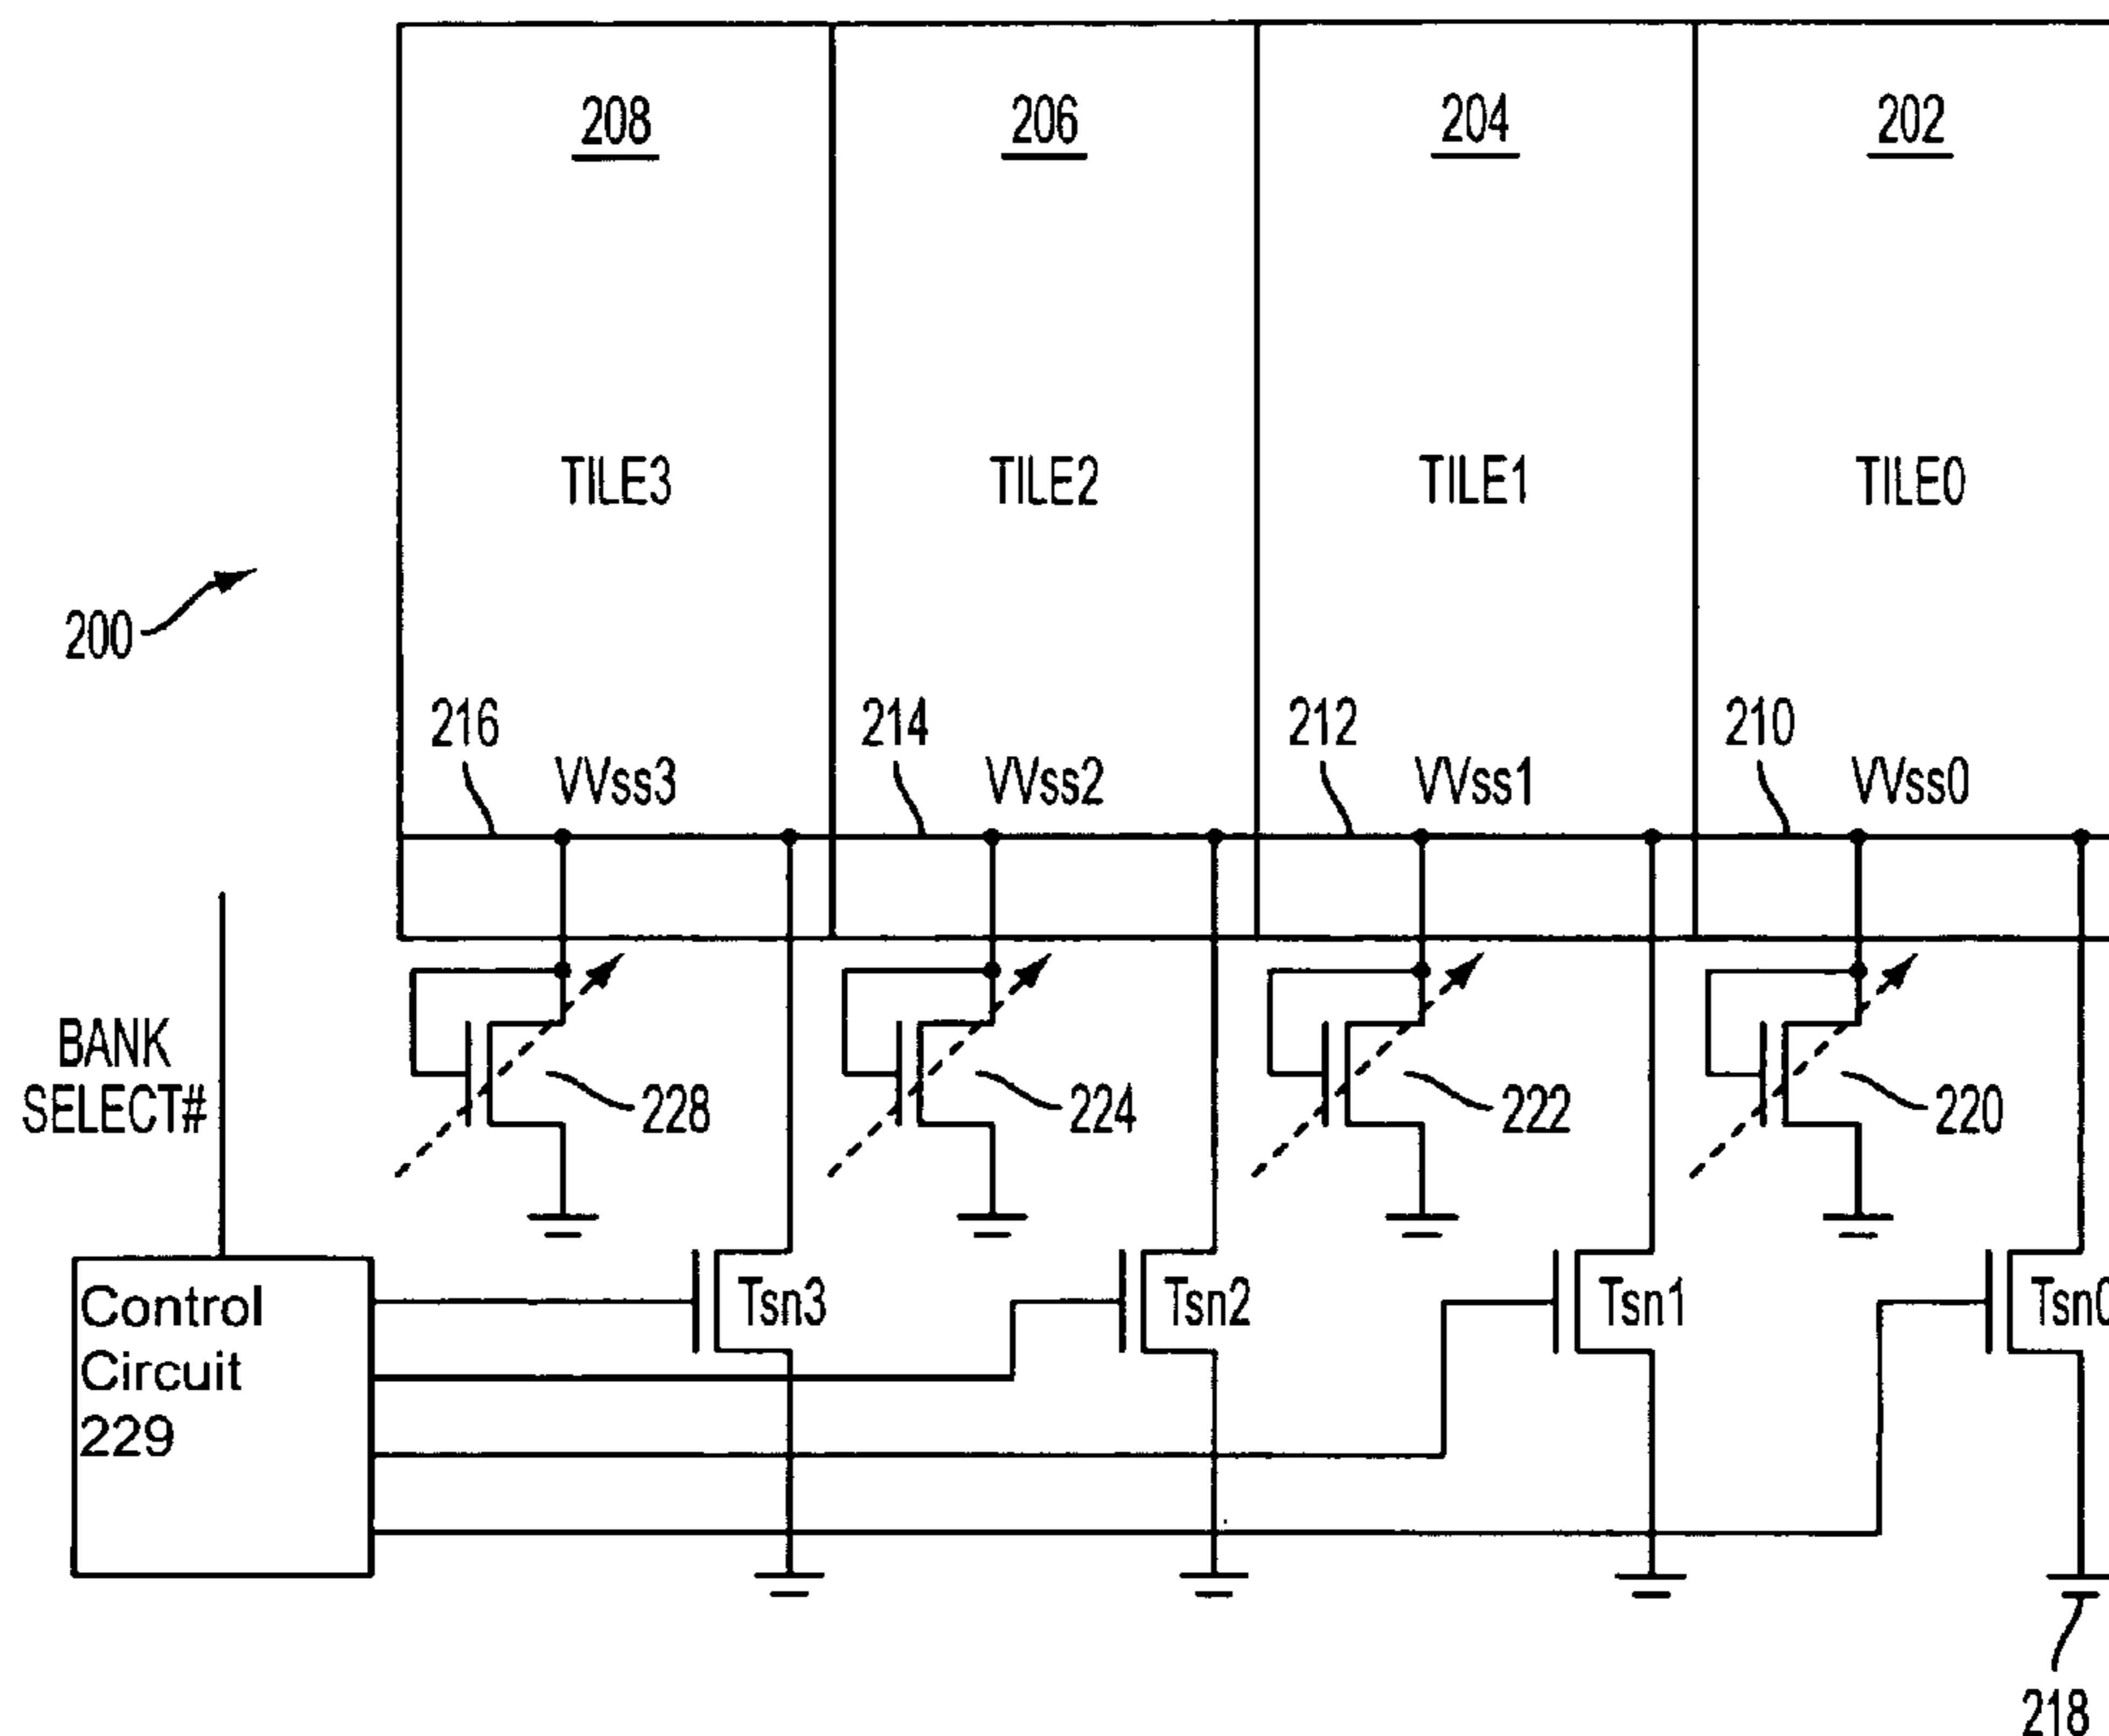 208 206 204 202
TILE3 TILE2 TILE1 TILE0
200
216 214 212 210
VVss3 VVss2 VVss1 VVss0
BANK
SELECT#
228 224 222 220
Control
Circuit
229
Tsn3 Tsn2 Tsn1 Tsn0
218